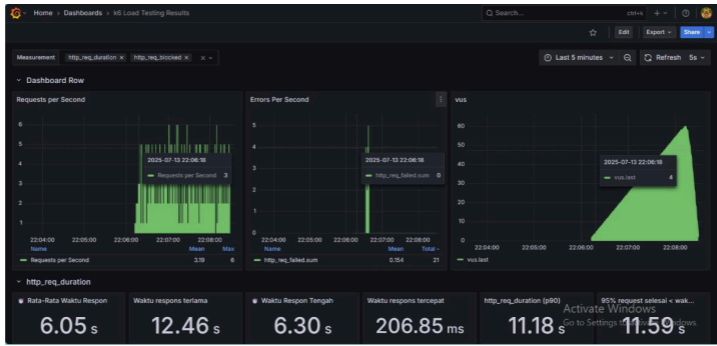 Home › Dashboards › k6 Load Testing Results
Search... ctrl+k
Edit Export Share
Measurement http_req_duration × http_req_blocked ×
Last 5 minutes Refresh 5s
Dashboard Row
Requests per Second
6
5
4
3
2
1
2025-07-13 22:06:18
Requests per Second 3
22:04:00 22:05:00 22:06:00 22:07:00 22:08:00
Name Mean Max
Requests per Second 3.19 6
Errors Per Second
5
4
3
2
1
0
2025-07-13 22:06:18
http_req_failed.sum 0
22:04:00 22:05:00 22:06:00 22:07:00 22:08:00
Name Mean Total
http_req_failed.sum 0.154 21
vus
60
50
40
30
20
10
0
2025-07-13 22:06:18
vus.last 4
22:04:00 22:05:00 22:06:00 22:07:00 22:08:00
vus.last
http_req_duration
Rata-Rata Waktu Respon
6.05 s
Waktu respons terlama
12.46 s
Waktu Respon Tengah
6.30 s
Waktu respons tercepat
206.85 ms
http_req_duration (p90)
11.18 s
95% request selesai < wak...
11.59 s
Activate Windows
Go to Settings to activate Windows.